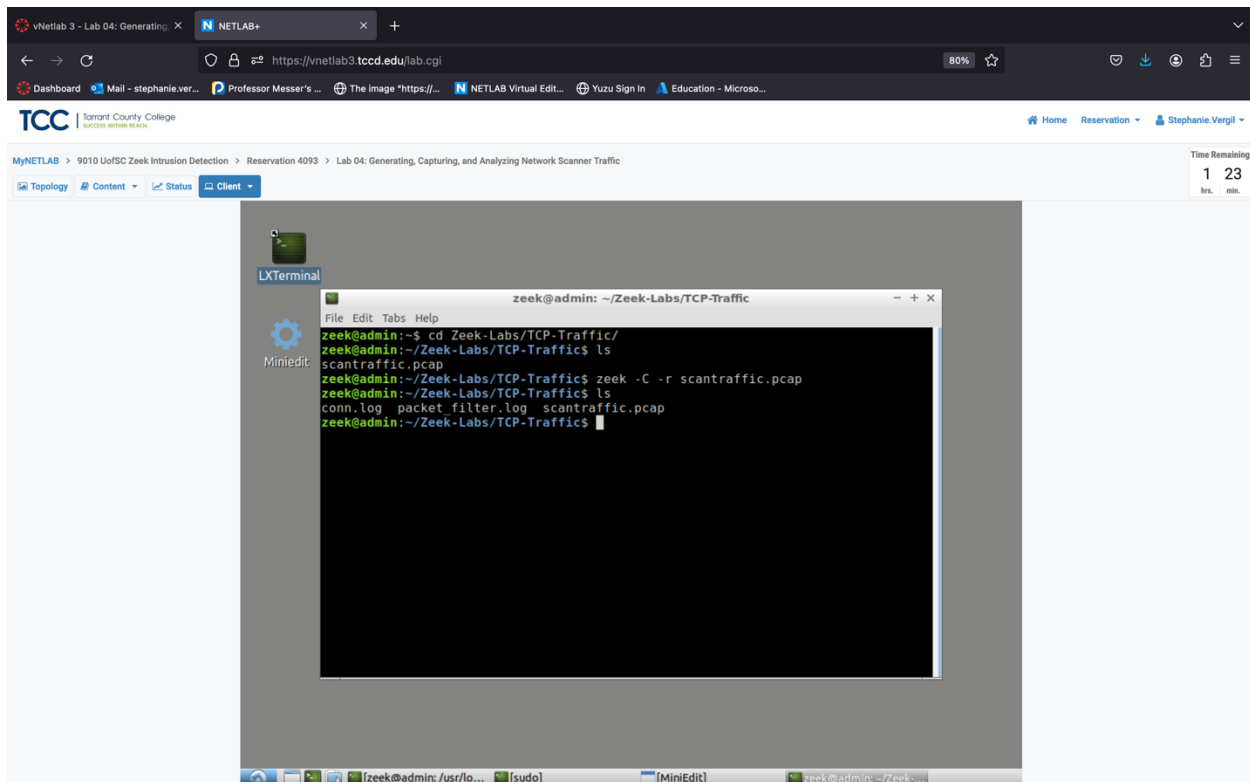 vNetlab 3 - Lab 04: Generating,
NETLAB+
https://vnetlab3.tccd.edu/lab.cgi
80%
Dashboard
Mail - stephanie.ver...
Professor Messer's ...
The image "https://...
NETLAB Virtual Edit...
Yuzu Sign In
Education - Microso...
TCC
Tarrant County College
SUCCESS WITHIN REACH.
Home
Reservation
Stephanie.Vergil
MyNETLAB > 9010 UofSC Zeek Intrusion Detection > Reservation 4093 > Lab 04: Generating, Capturing, and Analyzing Network Scanner Traffic
Time Remaining
1 23
hrs. min.
Topology
Content
Status
Client
LXTerminal
Miniedit
zeek@admin: ~/Zeek-Labs/TCP-Traffic
File Edit Tabs Help
zeek@admin:~$ cd Zeek-Labs/TCP-Traffic/
zeek@admin:~/Zeek-Labs/TCP-Traffic$ ls
scantraffic.pcap
zeek@admin:~/Zeek-Labs/TCP-Traffic$ zeek -C -r scantraffic.pcap
zeek@admin:~/Zeek-Labs/TCP-Traffic$ ls
conn.log packet_filter.log scantraffic.pcap
zeek@admin:~/Zeek-Labs/TCP-Traffic$
[zeek@admin: /usr/lo...
[sudo]
[MiniEdit]
zeek@admin: ~/Zeek-...